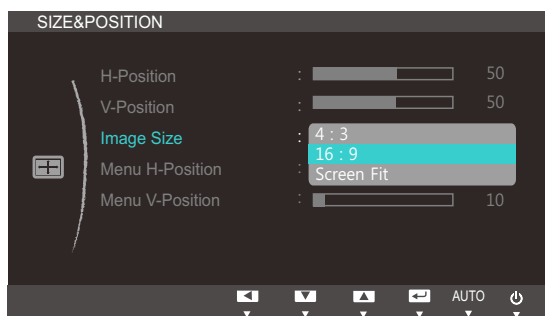 SIZE&POSITION
H-Position : 50
V-Position : 50
Image Size : 4 : 3
16 : 9
Screen Fit
Menu H-Position :
Menu V-Position : 10
AUTO